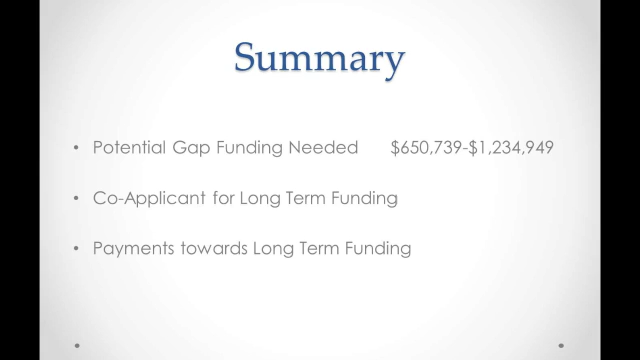 Summary
• Potential Gap Funding Needed $650,739-$1,234,949
• Co-Applicant for Long Term Funding
• Payments towards Long Term Funding